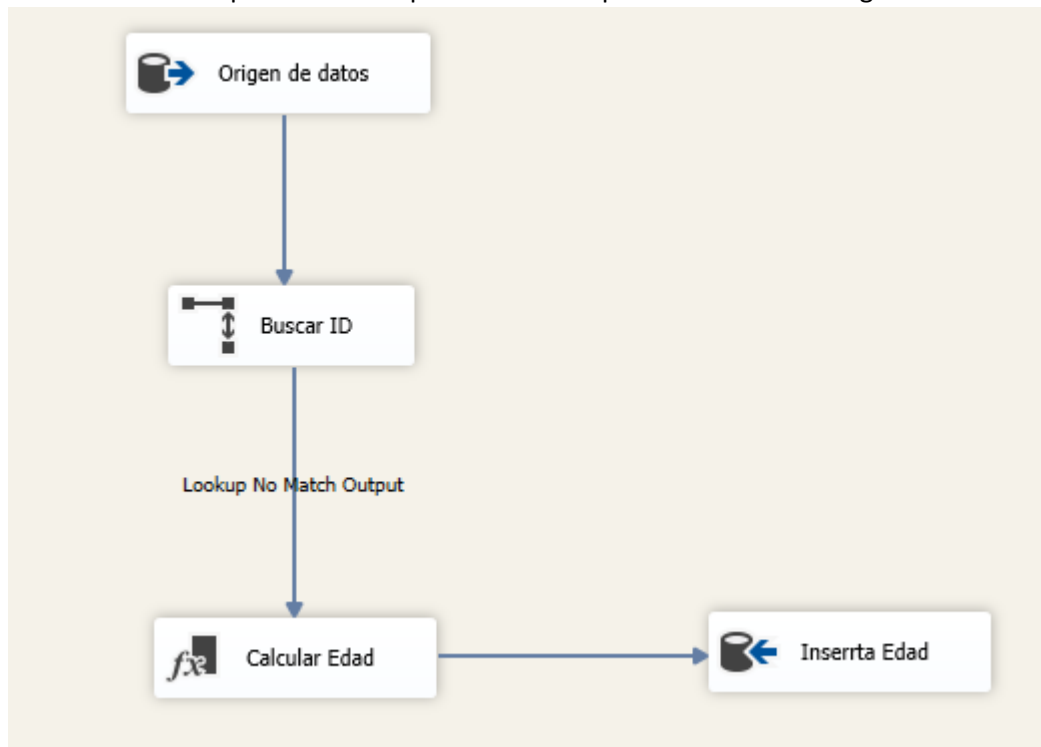 Origen de datos
Buscar ID
Lookup No Match Output
Calcular Edad
Inserrta Edad